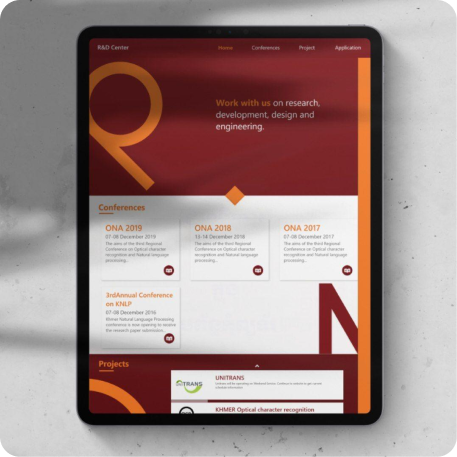 R&D Center
Home Conferences Project Application
Work with us on research,
development, design and
engineering.
Conferences
ONA 2019
07-08 December 2019
The aims of the third Regional
Conference on Optical character
recognition and Natural language
processing...
ONA 2018
13-14 December 2018
The aims of the third Regional
Conference on Optical character
recognition and Natural language
processing...
ONA 2017
07-08 December 2017
The aims of the third Regional
Conference on Optical character
recognition and Natural language
processing...
3rdAnnual Conference
on KNLP
07-08 December 2016
Khmer Natural Language Processing
conference is now opening to receive
the research paper submission.
Projects
TRANS
UNITRANS
KHMER Optical character recognition